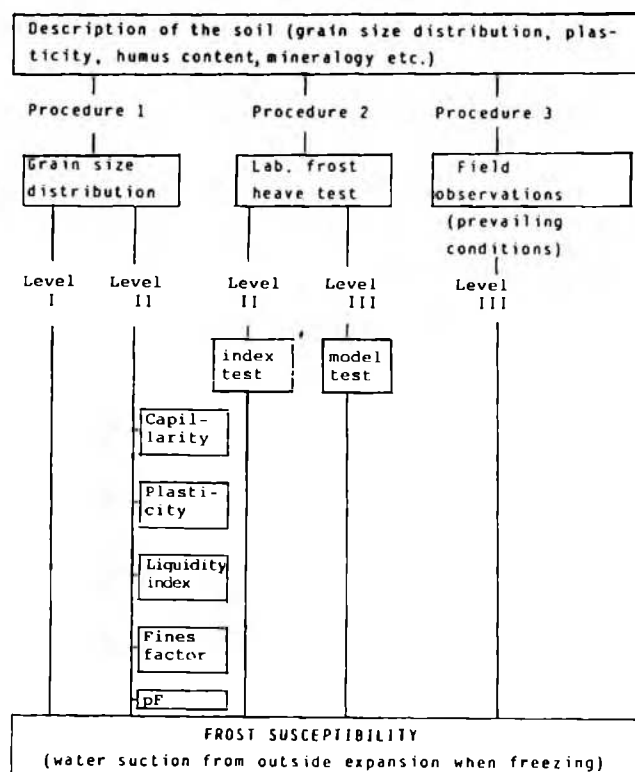 Description of the soil (grain size distribution, plas-
ticity, humus content, mineralogy etc.)
Procedure 1
Procedure 2
Procedure 3
Grain size
distribution
Lab. frost
heave test
Field
observations
(prevailing
conditions)
Level
I
Level
II
Level
II
Level
III
Level
III
index
test
model
test
Capil-
larity
Plasti-
city
Liquidity
index
Fines
factor
pF
FROST SUSCEPTIBILITY
(water suction from outside expansion when freezing)